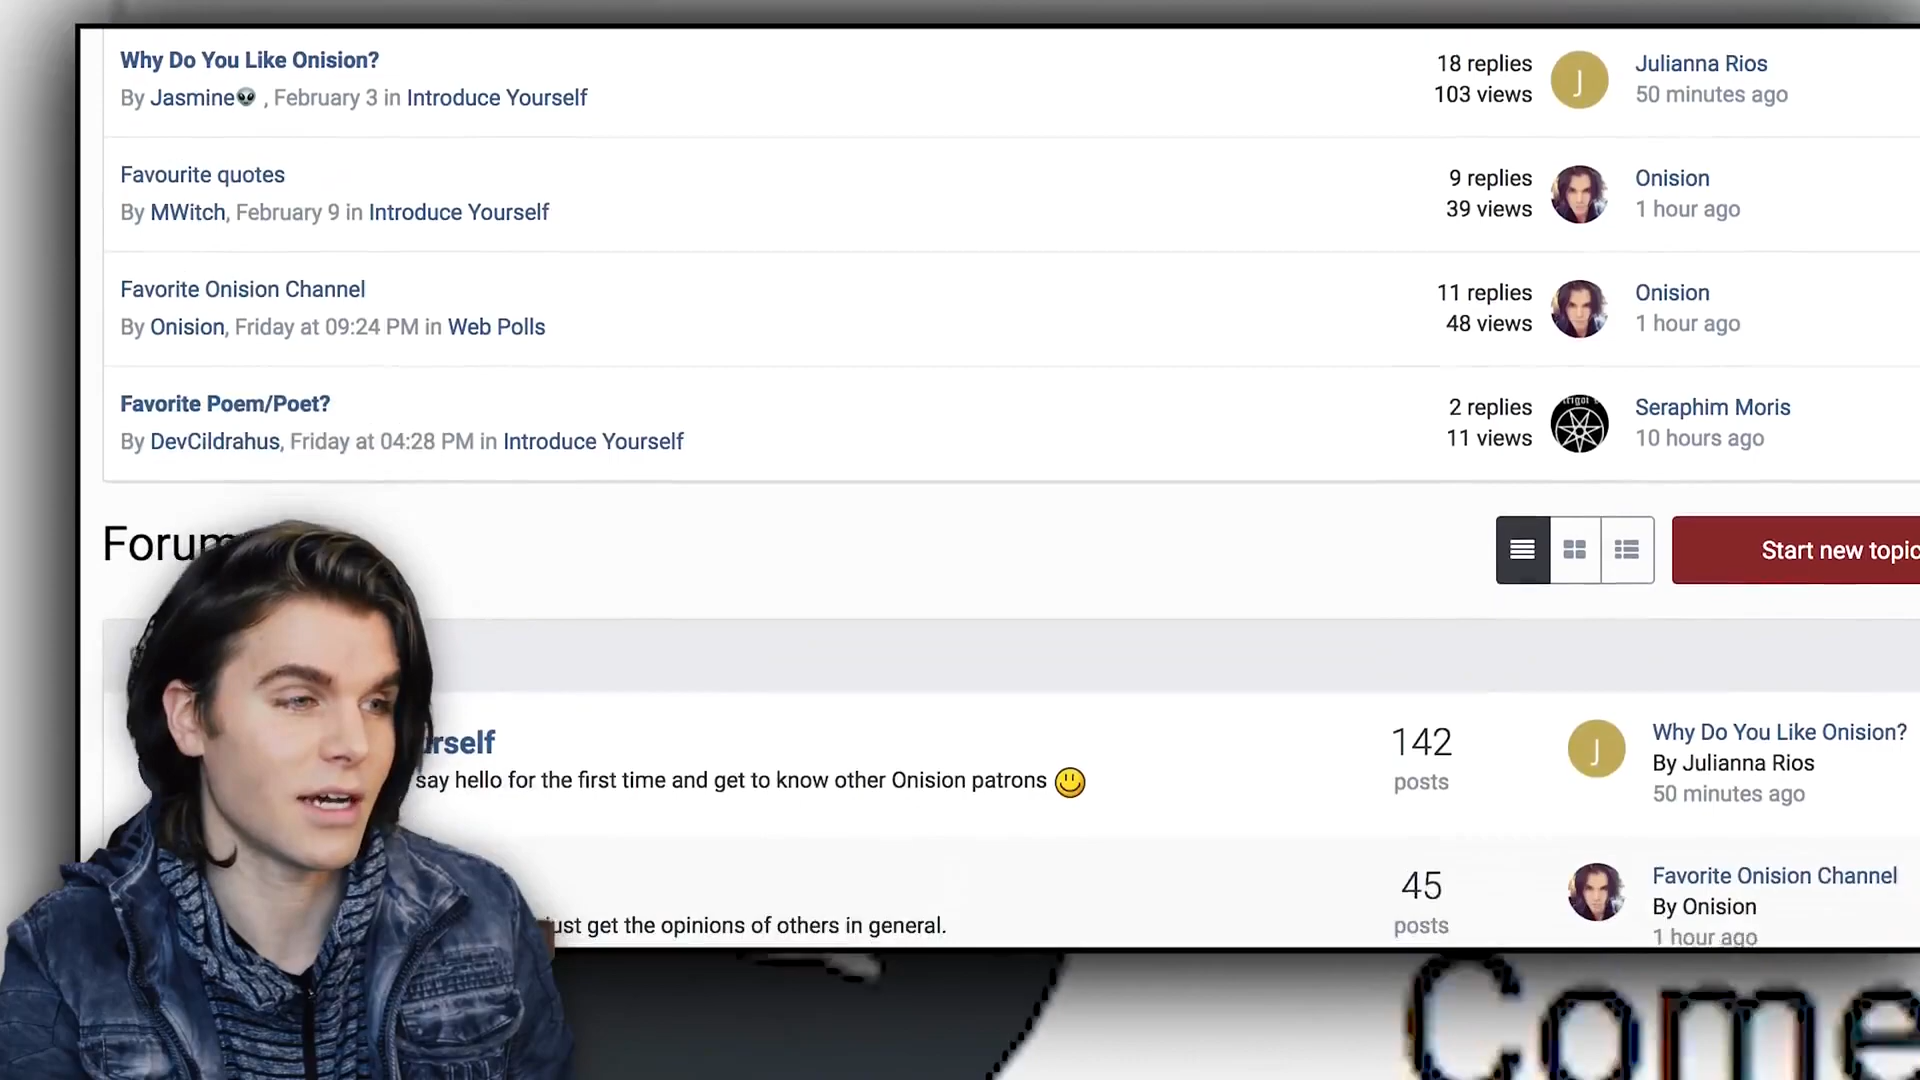 Why Do You Like Onision?
By Jasmine👽 , February 3 in Introduce Yourself
18 replies
103 views
J
Julianna Rios
50 minutes ago
Favourite quotes
By MWitch, February 9 in Introduce Yourself
9 replies
39 views
Onision
1 hour ago
Favorite Onision Channel
By Onision, Friday at 09:24 PM in Web Polls
11 replies
48 views
Onision
1 hour ago
Favorite Poem/Poet?
By DevCildrahus, Friday at 04:28 PM in Introduce Yourself
2 replies
11 views
Seraphim Moris
10 hours ago
Forum
Start new topic
urself
say hello for the first time and get to know other Onision patrons
142
posts
J
Why Do You Like Onision?
By Julianna Rios
50 minutes ago
just get the opinions of others in general.
45
posts
Favorite Onision Channel
By Onision
1 hour ago
Come